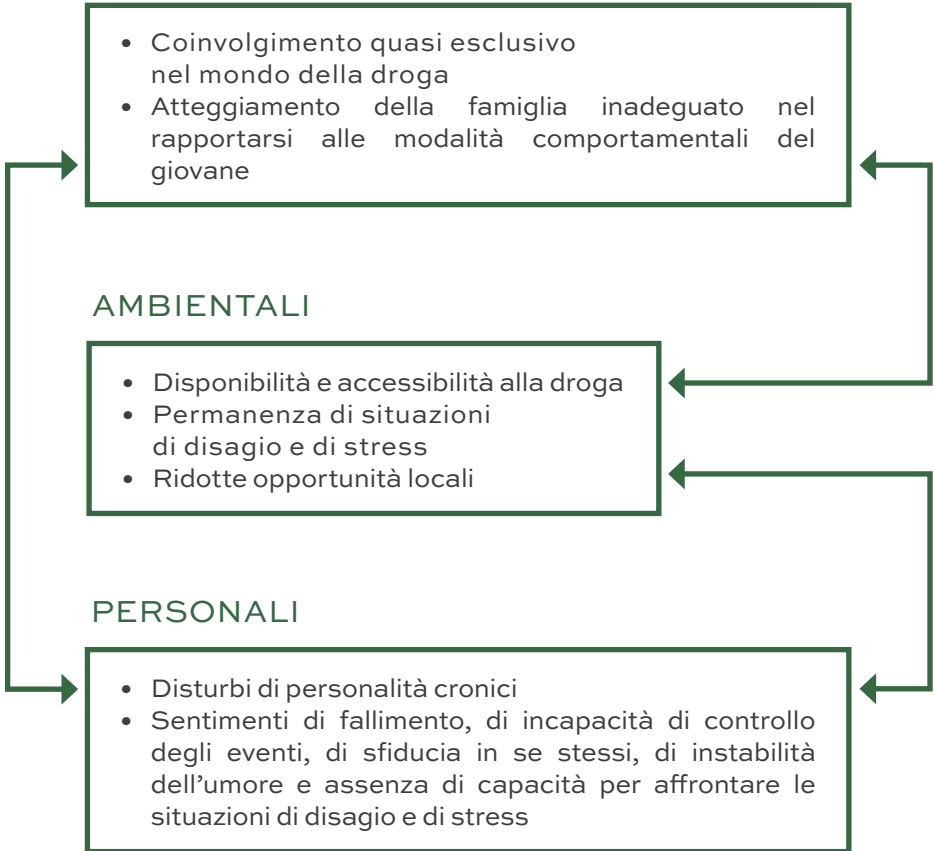 • Coinvolgimento quasi esclusivo
nel mondo della droga
• Atteggiamento della famiglia inadeguato nel
rapportarsi alle modalità comportamentali del
giovane
AMBIENTALI
• Disponibilità e accessibilità alla droga
• Permanenza di situazioni
di disagio e di stress
• Ridotte opportunità locali
PERSONALI
• Disturbi di personalità cronici
• Sentimenti di fallimento, di incapacità di controllo
degli eventi, di sfiducia in se stessi, di instabilità
dell’umore e assenza di capacità per affrontare le
situazioni di disagio e di stress